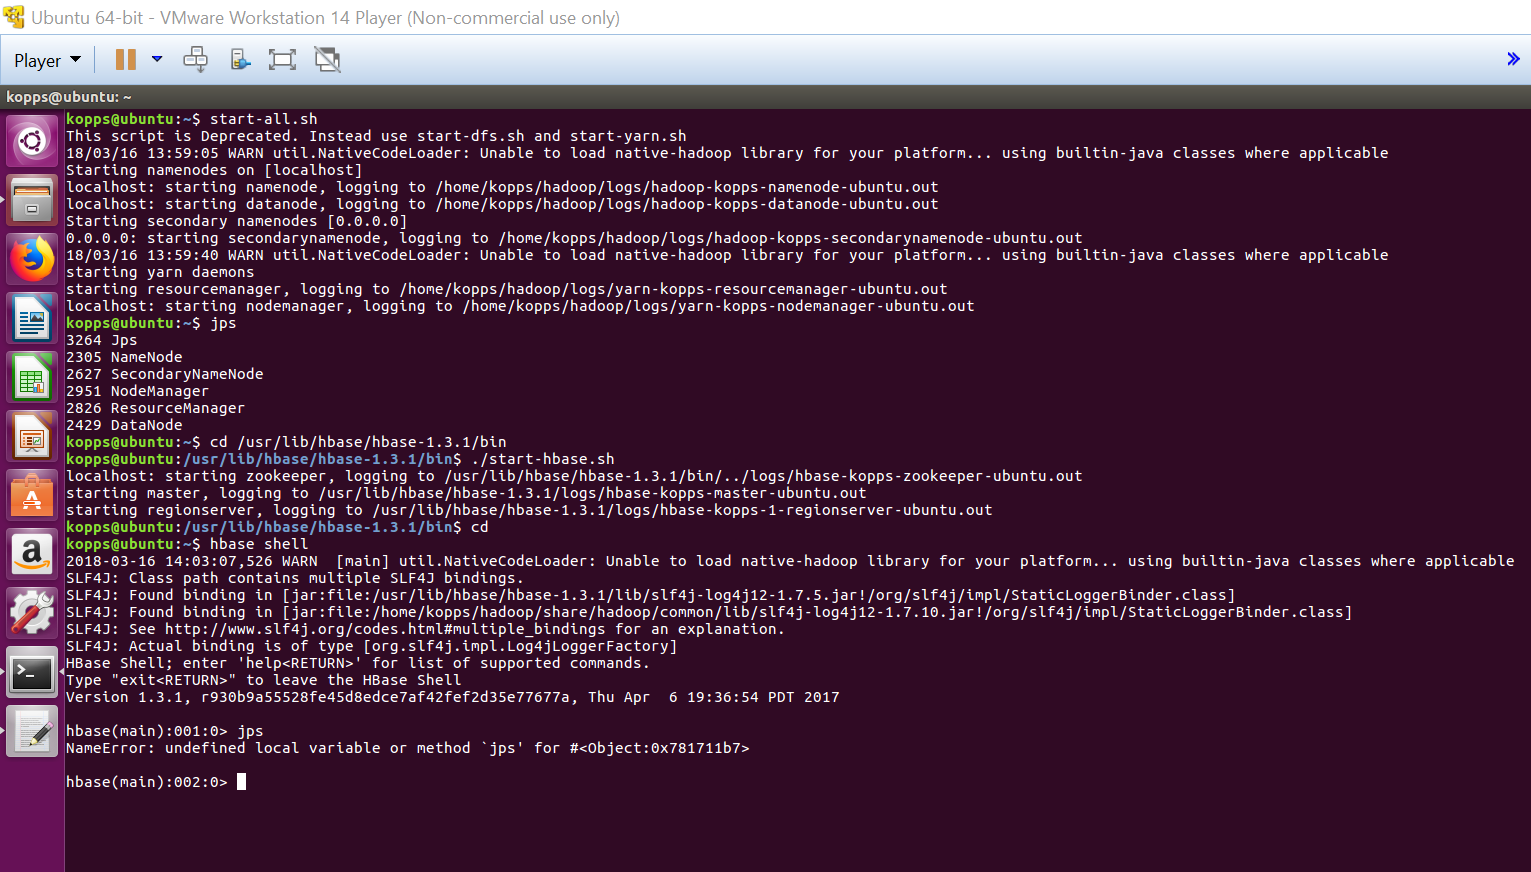 Ubuntu 64-bit - VMware Workstation 14 Player (Non-commercial use only)
Player
kopps@ubuntu: ~
kopps@ubuntu:~$ start-all.sh
This script is Deprecated. Instead use start-dfs.sh and start-yarn.sh
18/03/16 13:59:05 WARN util.NativeCodeLoader: Unable to load native-hadoop library for your platform... using builtin-java classes where applicable
Starting namenodes on [localhost]
localhost: starting namenode, logging to /home/kopps/hadoop/logs/hadoop-kopps-namenode-ubuntu.out
localhost: starting datanode, logging to /home/kopps/hadoop/logs/hadoop-kopps-datanode-ubuntu.out
Starting secondary namenodes [0.0.0.0]
0.0.0.0: starting secondarynamenode, logging to /home/kopps/hadoop/logs/hadoop-kopps-secondarynamenode-ubuntu.out
18/03/16 13:59:40 WARN util.NativeCodeLoader: Unable to load native-hadoop library for your platform... using builtin-java classes where applicable
starting yarn daemons
starting resourcemanager, logging to /home/kopps/hadoop/logs/yarn-kopps-resourcemanager-ubuntu.out
localhost: starting nodemanager, logging to /home/kopps/hadoop/logs/yarn-kopps-nodemanager-ubuntu.out
kopps@ubuntu:~$ jps
3264 Jps
2305 NameNode
2627 SecondaryNameNode
2951 NodeManager
2826 ResourceManager
2429 DataNode
kopps@ubuntu:~$ cd /usr/lib/hbase/hbase-1.3.1/bin
kopps@ubuntu:/usr/lib/hbase/hbase-1.3.1/bin$ ./start-hbase.sh
localhost: starting zookeeper, logging to /usr/lib/hbase/hbase-1.3.1/bin/../logs/hbase-kopps-zookeeper-ubuntu.out
starting master, logging to /usr/lib/hbase/hbase-1.3.1/logs/hbase-kopps-master-ubuntu.out
starting regionserver, logging to /usr/lib/hbase/hbase-1.3.1/logs/hbase-kopps-1-regionserver-ubuntu.out
kopps@ubuntu:/usr/lib/hbase/hbase-1.3.1/bin$ cd
kopps@ubuntu:~$ hbase shell
2018-03-16 14:03:07,526 WARN  [main] util.NativeCodeLoader: Unable to load native-hadoop library for your platform... using builtin-java classes where applicable
SLF4J: Class path contains multiple SLF4J bindings.
SLF4J: Found binding in [jar:file:/usr/lib/hbase/hbase-1.3.1/lib/slf4j-log4j12-1.7.5.jar!/org/slf4j/impl/StaticLoggerBinder.class]
SLF4J: Found binding in [jar:file:/home/kopps/hadoop/share/hadoop/common/lib/slf4j-log4j12-1.7.10.jar!/org/slf4j/impl/StaticLoggerBinder.class]
SLF4J: See http://www.slf4j.org/codes.html#multiple_bindings for an explanation.
SLF4J: Actual binding is of type [org.slf4j.impl.Log4jLoggerFactory]
HBase Shell; enter 'help<RETURN>' for list of supported commands.
Type "exit<RETURN>" to leave the HBase Shell
Version 1.3.1, r930b9a55528fe45d8edce7af42fef2d35e77677a, Thu Apr  6 19:36:54 PDT 2017
hbase(main):001:0> jps
NameError: undefined local variable or method `jps' for #<Object:0x781711b7>
hbase(main):002:0>